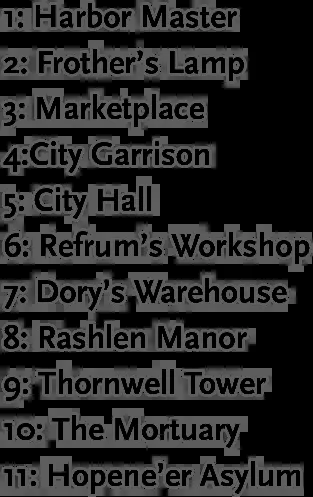 1: Harbor Master
2: Frother's Lamp
3: Marketplace
4:City Garrison
5: City Hall
6: Refrum's Workshop
7: Dory's Warehouse
8: Rashlen Manor
9: Thornwell Tower
10: The Mortuary
11: Hopene'er Asylum